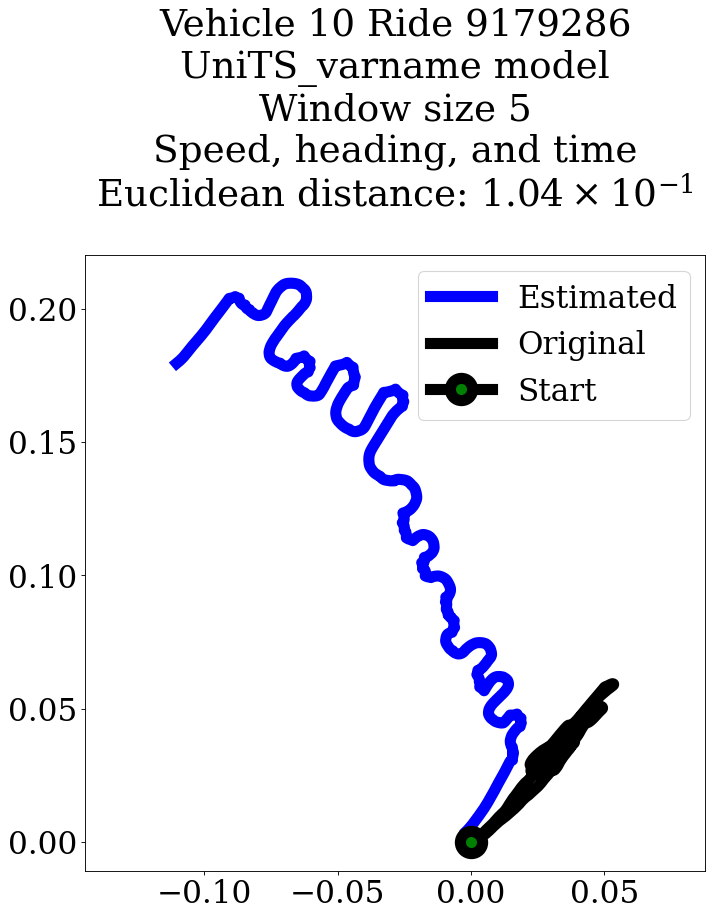 Vehicle 10 Ride 9179286
UniTS_varname model
Window size 5
Speed, heading, and time
Euclidean distance: 1.04 × 10⁻¹
Estimated
Original
Start
0.20
0.15
0.10
0.05
0.00
−0.10 −0.05 0.00 0.05